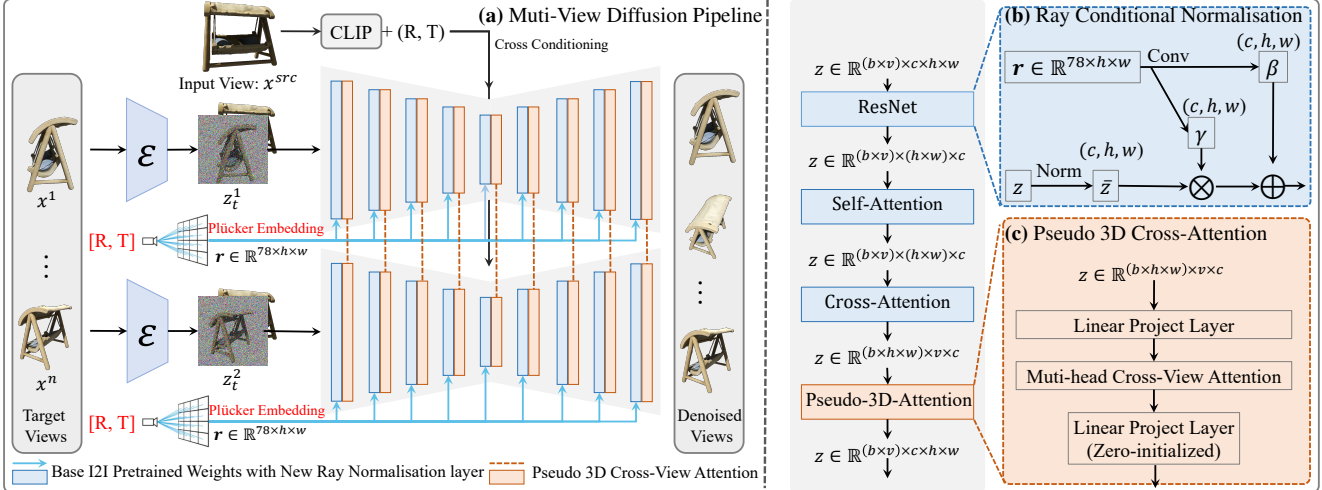 (a) Muti-View Diffusion Pipeline
CLIP + (R, T)
Cross Conditioning
Input View: x^{src}
ℰ
x^1
z_t^1
[R, T]
Plücker Embedding
r ∈ ℝ^{78×h×w}
⋮
⋮
ℰ
x^n
z_t^2
Target
Views
[R, T]
Plücker Embedding
r ∈ ℝ^{78×h×w}
Denoised
Views
Base I2I Pretrained Weights with New Ray Normalisation layer
Pseudo 3D Cross-View Attention
z ∈ ℝ^{(b×v)×c×h×w}
ResNet
z ∈ ℝ^{(b×v)×(h×w)×c}
Self-Attention
z ∈ ℝ^{(b×v)×(h×w)×c}
Cross-Attention
z ∈ ℝ^{(b×h×w)×v×c}
Pseudo-3D-Attention
z ∈ ℝ^{(b×v)×c×h×w}
(b) Ray Conditional Normalisation
r ∈ ℝ^{78×h×w}
Conv
(c, h, w)
β
(c, h, w)
γ
(c, h, w)
z
Norm
z̄
⊗
⊕
(c) Pseudo 3D Cross-Attention
z ∈ ℝ^{(b×h×w)×v×c}
Linear Project Layer
Muti-head Cross-View Attention
Linear Project Layer
(Zero-initialized)